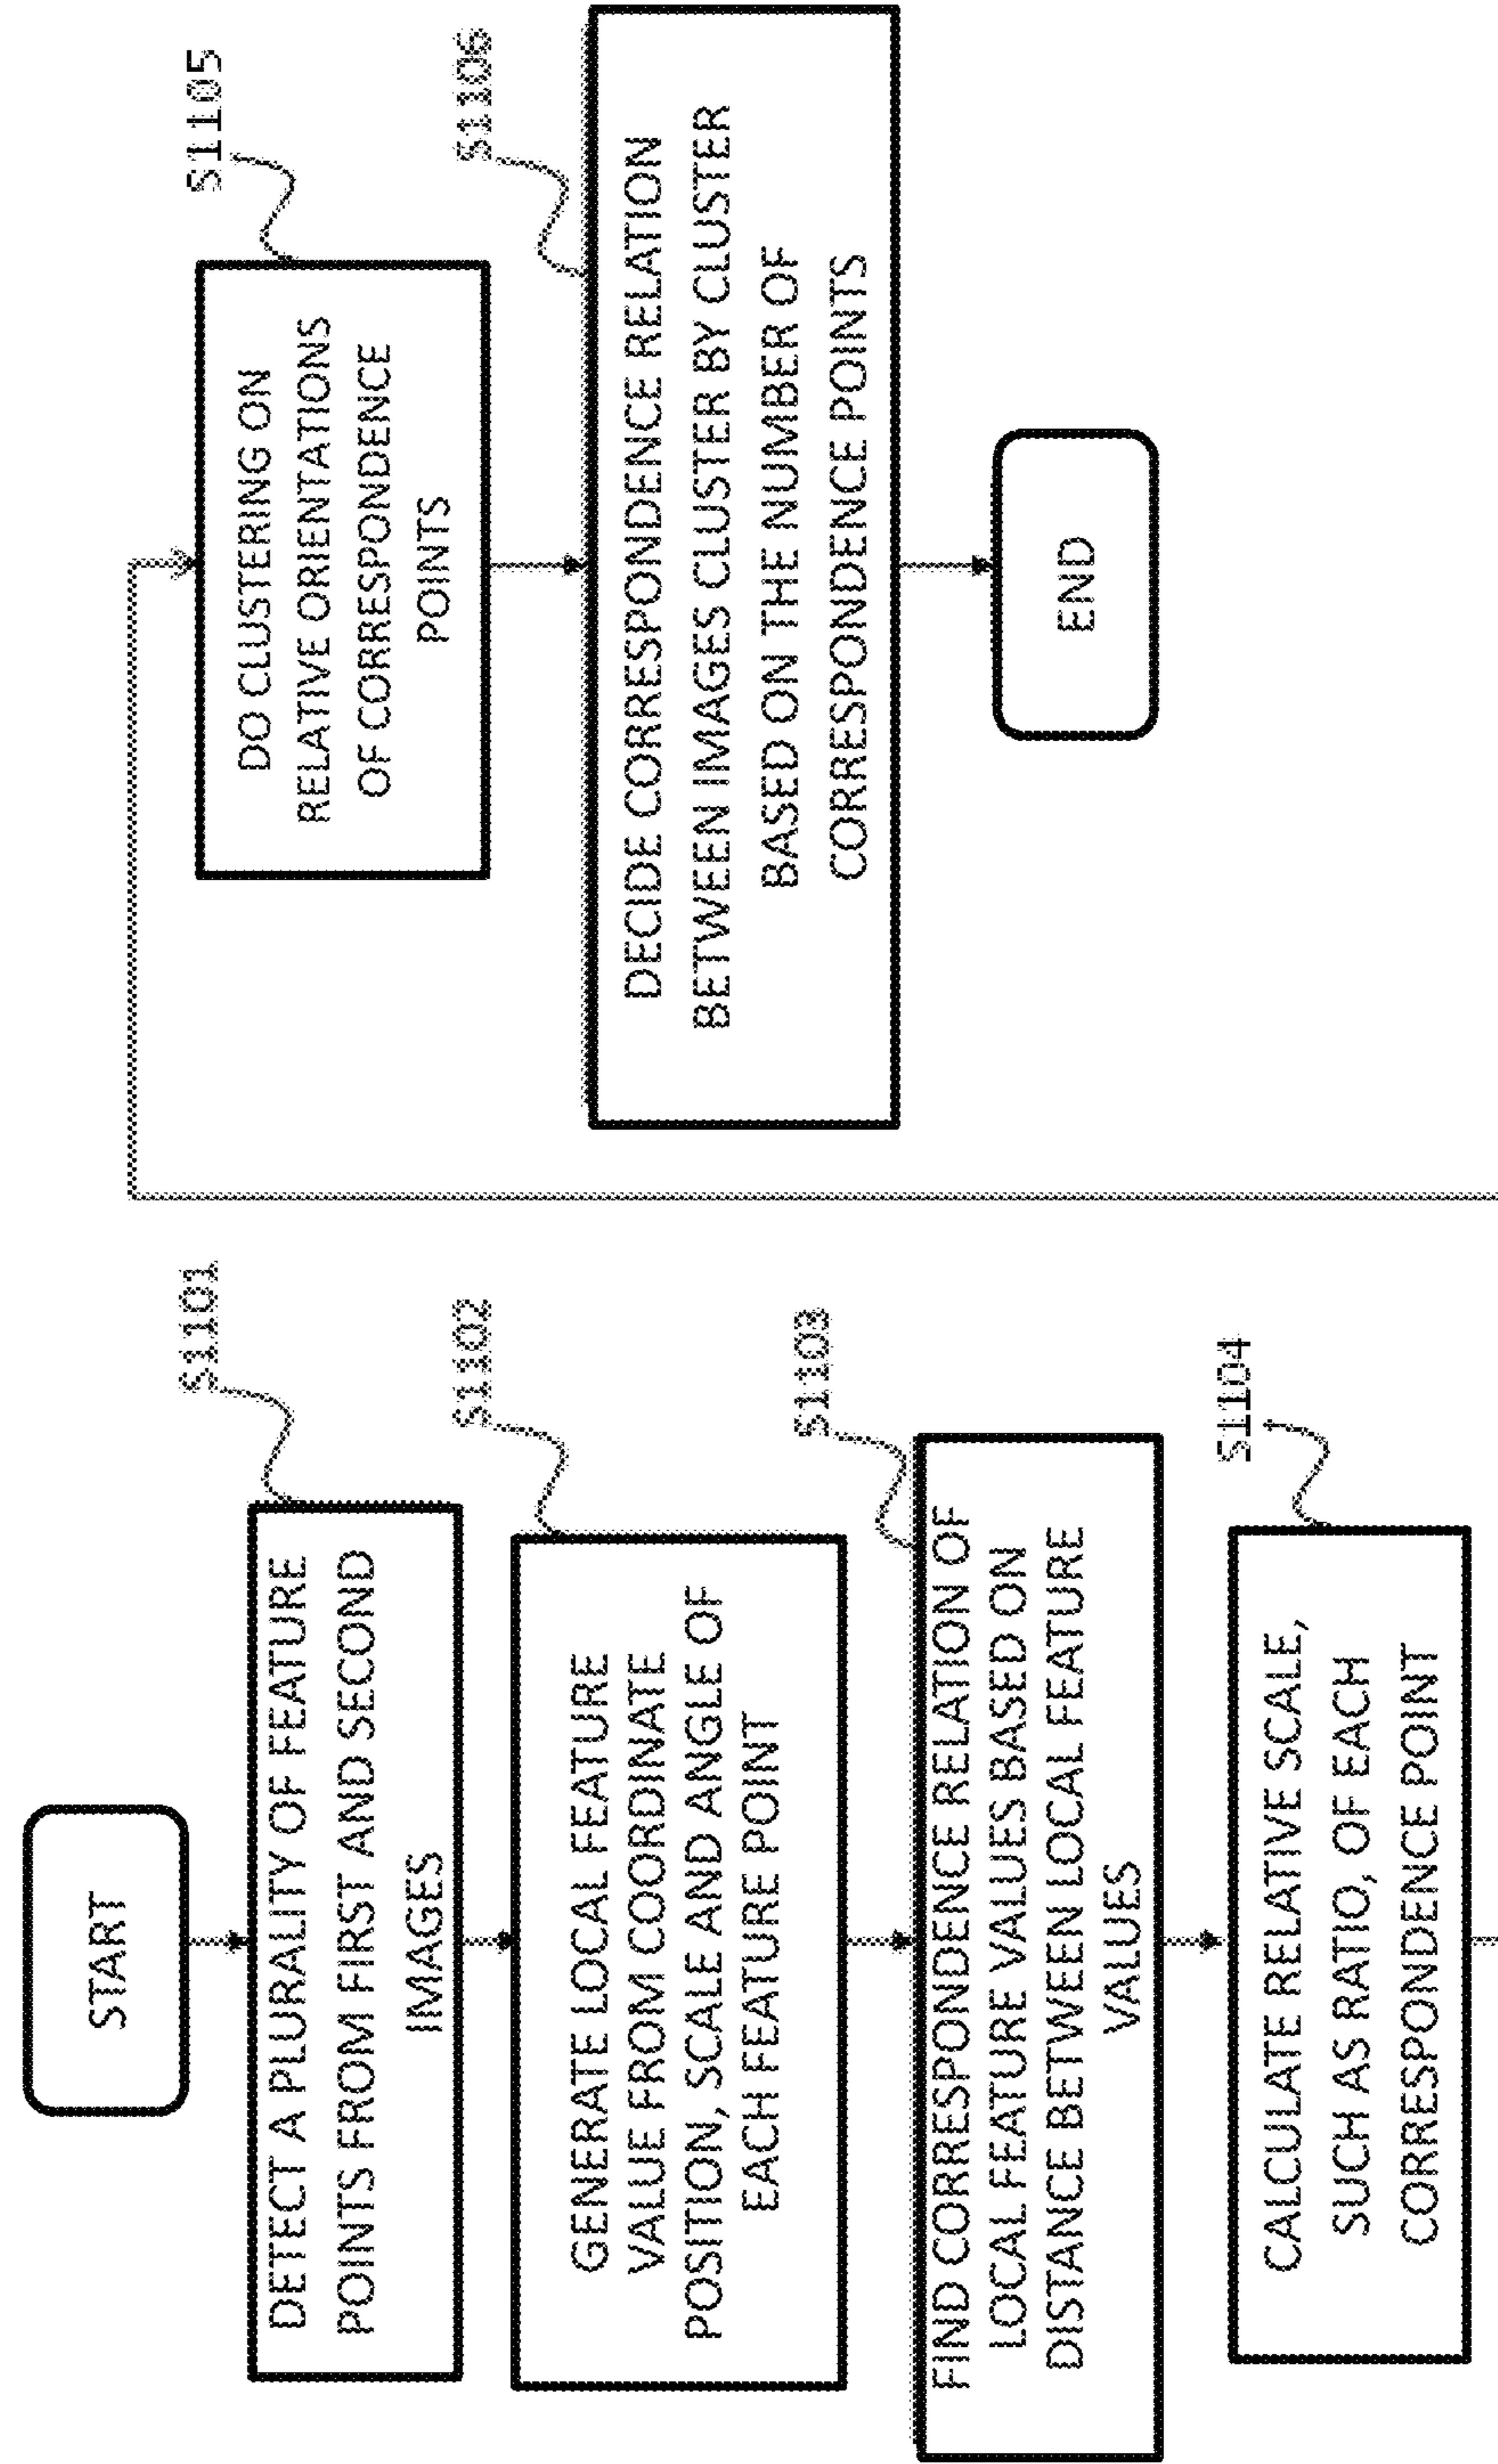 START
S1101
DETECT A PLURALITY OF FEATURE
POINTS FROM FIRST AND SECOND
IMAGES
S1102
GENERATE LOCAL FEATURE
VALUE FROM COORDINATE
POSITION, SCALE AND ANGLE OF
EACH FEATURE POINT
S1103
FIND CORRESPONDENCE RELATION OF
LOCAL FEATURE VALUES BASED ON
DISTANCE BETWEEN LOCAL FEATURE
VALUES
S1104
CALCULATE RELATIVE SCALE,
SUCH AS RATIO, OF EACH
CORRESPONDENCE POINT
S1105
DO CLUSTERING ON
RELATIVE ORIENTATIONS
OF CORRESPONDENCE
POINTS
S1106
DECIDE CORRESPONDENCE RELATION
BETWEEN IMAGES CLUSTER BY CLUSTER
BASED ON THE NUMBER OF
CORRESPONDENCE POINTS
END